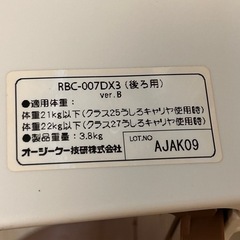 RBC-007DX3 (後ろ用)
ver.B
●適用体重：
体重21kg以下(クラス25うしろキャリヤ使用時)
体重22kg以下(クラス27うしろキャリヤ使用時)
●製品重量：3.8kg
オージーケー技研株式会社
LOT.NO
AJAK09